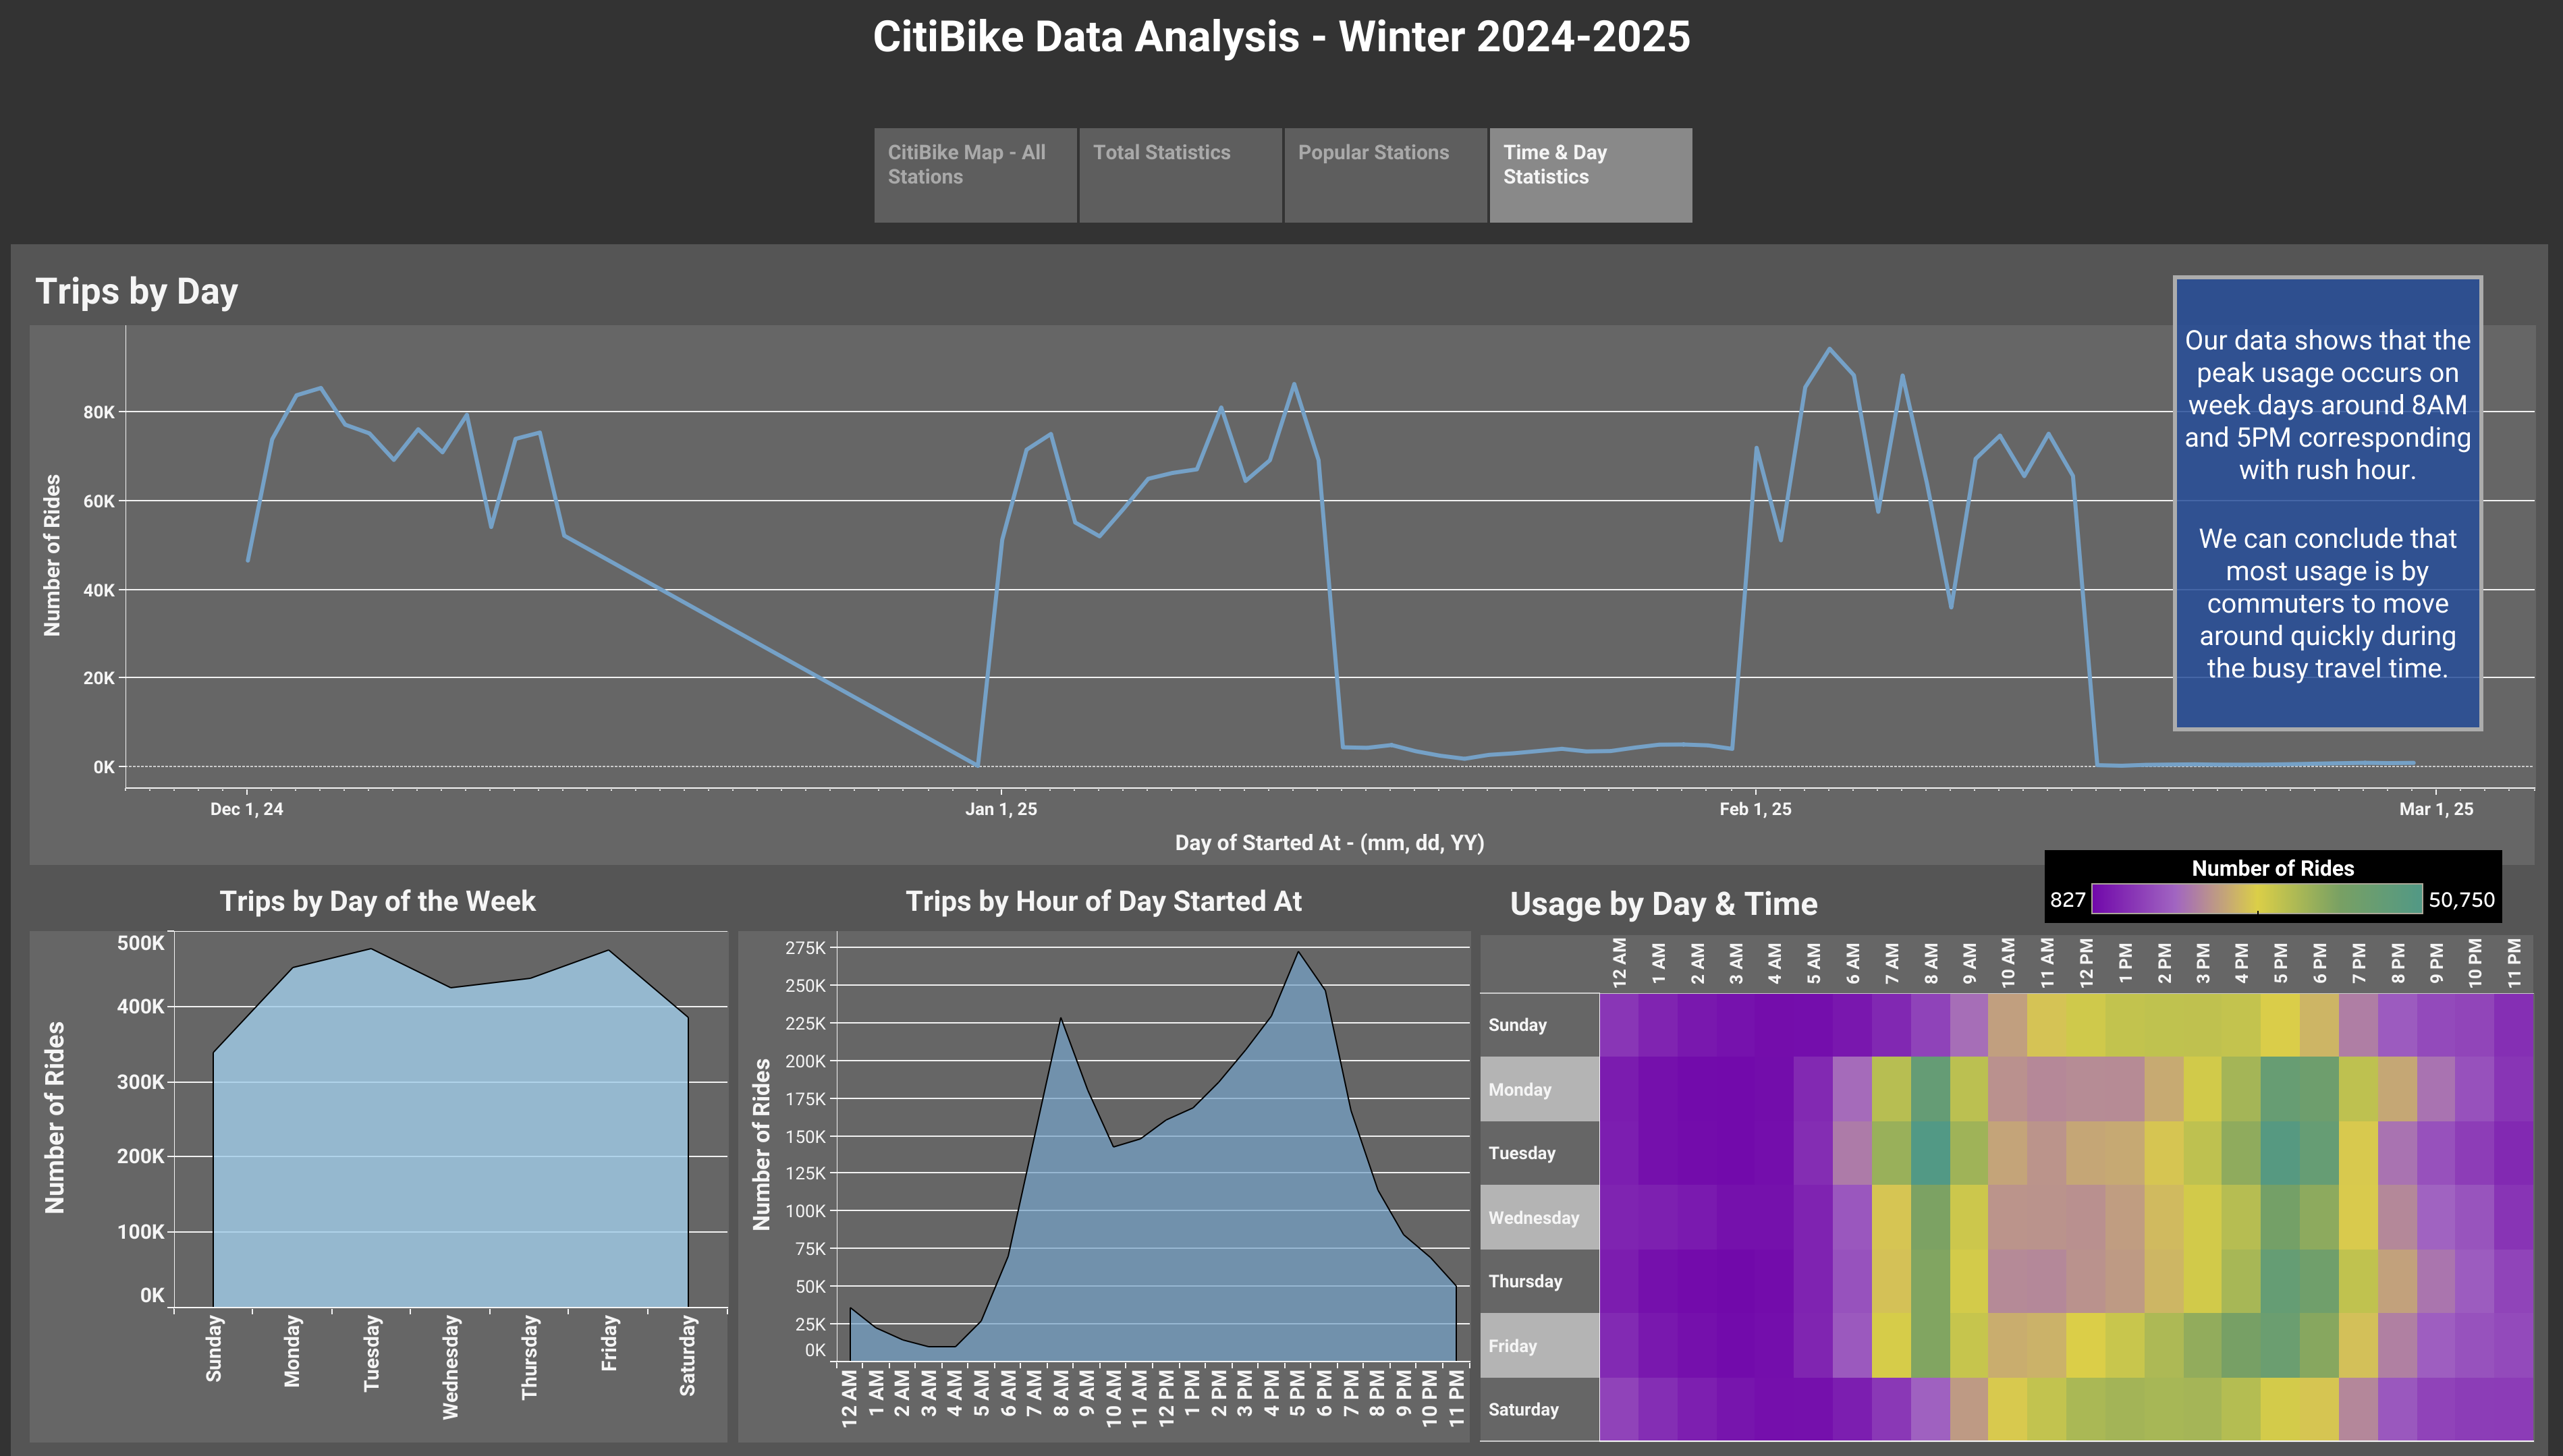 CitiBike Data Analysis - Winter 2024-2025
CitiBike Map - All
Stations
Total Statistics
Popular Stations
Time & Day
Statistics
Trips by Day
Number of Rides
80K
60K
40K
20K
0K
Dec 1, 24
Jan 1, 25
Feb 1, 25
Mar 1, 25
Day of Started At - (mm, dd, YY)
Our data shows that the
peak usage occurs on
week days around 8AM
and 5PM corresponding
with rush hour.
We can conclude that
most usage is by
commuters to move
around quickly during
the busy travel time.
Trips by Day of the Week
Number of Rides
500K
400K
300K
200K
100K
0K
Sunday
Monday
Tuesday
Wednesday
Thursday
Friday
Saturday
Trips by Hour of Day Started At
Number of Rides
275K
250K
225K
200K
175K
150K
125K
100K
75K
50K
25K
0K
12 AM
1 AM
2 AM
3 AM
4 AM
5 AM
6 AM
7 AM
8 AM
9 AM
10 AM
11 AM
12 PM
1 PM
2 PM
3 PM
4 PM
5 PM
6 PM
7 PM
8 PM
9 PM
10 PM
11 PM
Usage by Day & Time
Number of Rides
827
50,750
12 AM
1 AM
2 AM
3 AM
4 AM
5 AM
6 AM
7 AM
8 AM
9 AM
10 AM
11 AM
12 PM
1 PM
2 PM
3 PM
4 PM
5 PM
6 PM
7 PM
8 PM
9 PM
10 PM
11 PM
Sunday
Monday
Tuesday
Wednesday
Thursday
Friday
Saturday